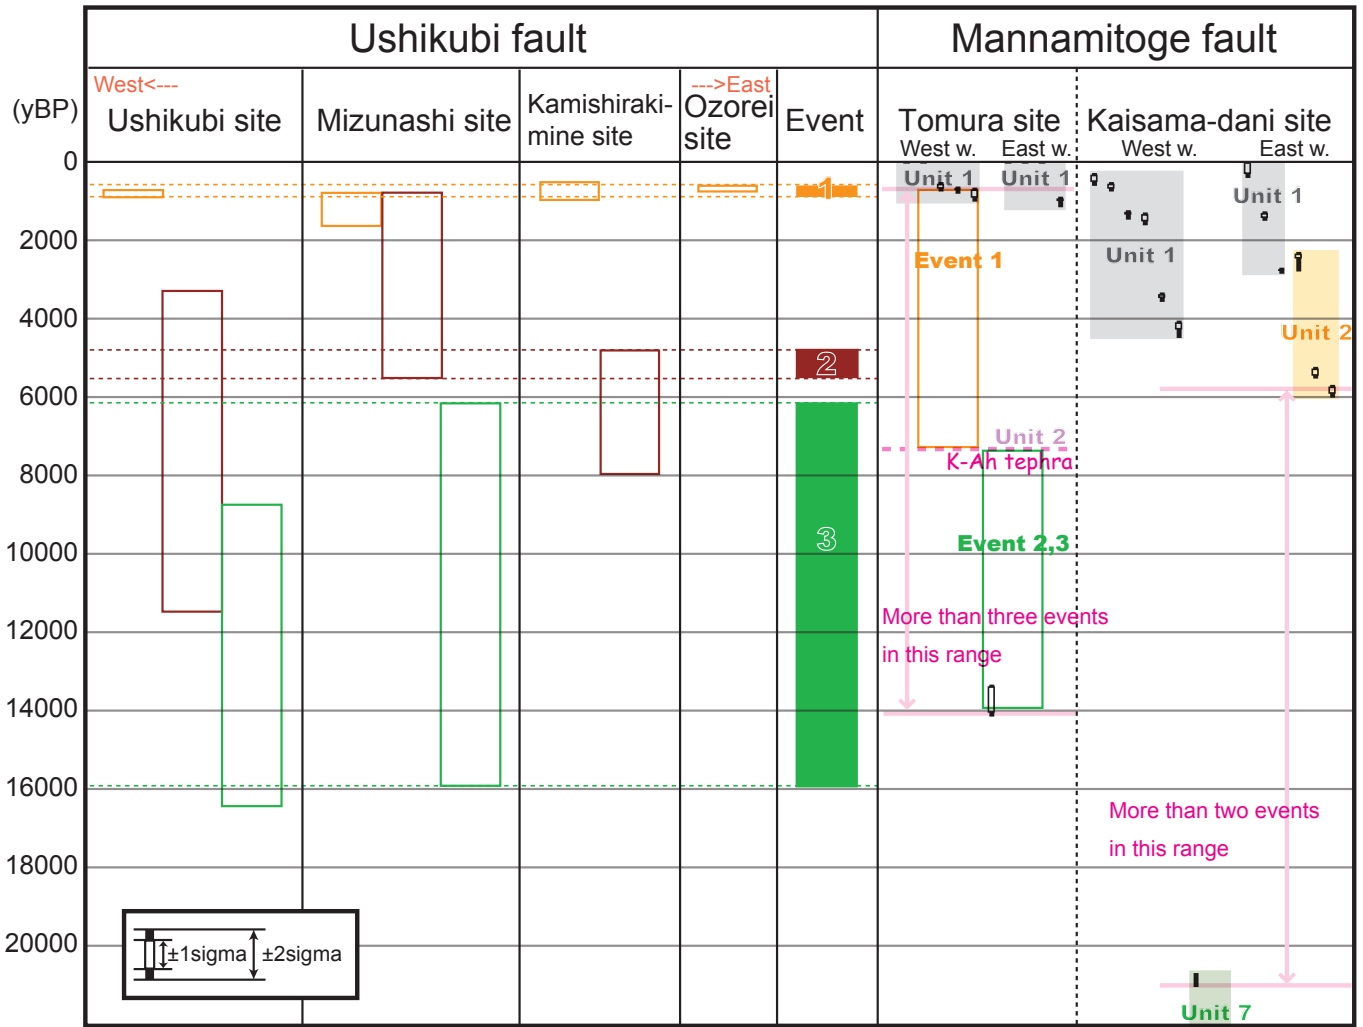 Ushikubi fault
Mannamitoge fault
West<---
--->East
(yBP)
Ushikubi site
Mizunashi site
Kamishiraki-
mine site
Ozorei
site
Event
Tomura site
Kaisama-dani site
West w.
East w.
West w.
East w.
0
2000
4000
6000
8000
10000
12000
14000
16000
18000
20000
1
2
3
Unit 1
Unit 1
Unit 1
Unit 1
Event 1
Unit 2
Unit 2
K-Ah tephra
Event 2,3
More than three events
in this range
More than two events
in this range
±1sigma
±2sigma
Unit 7